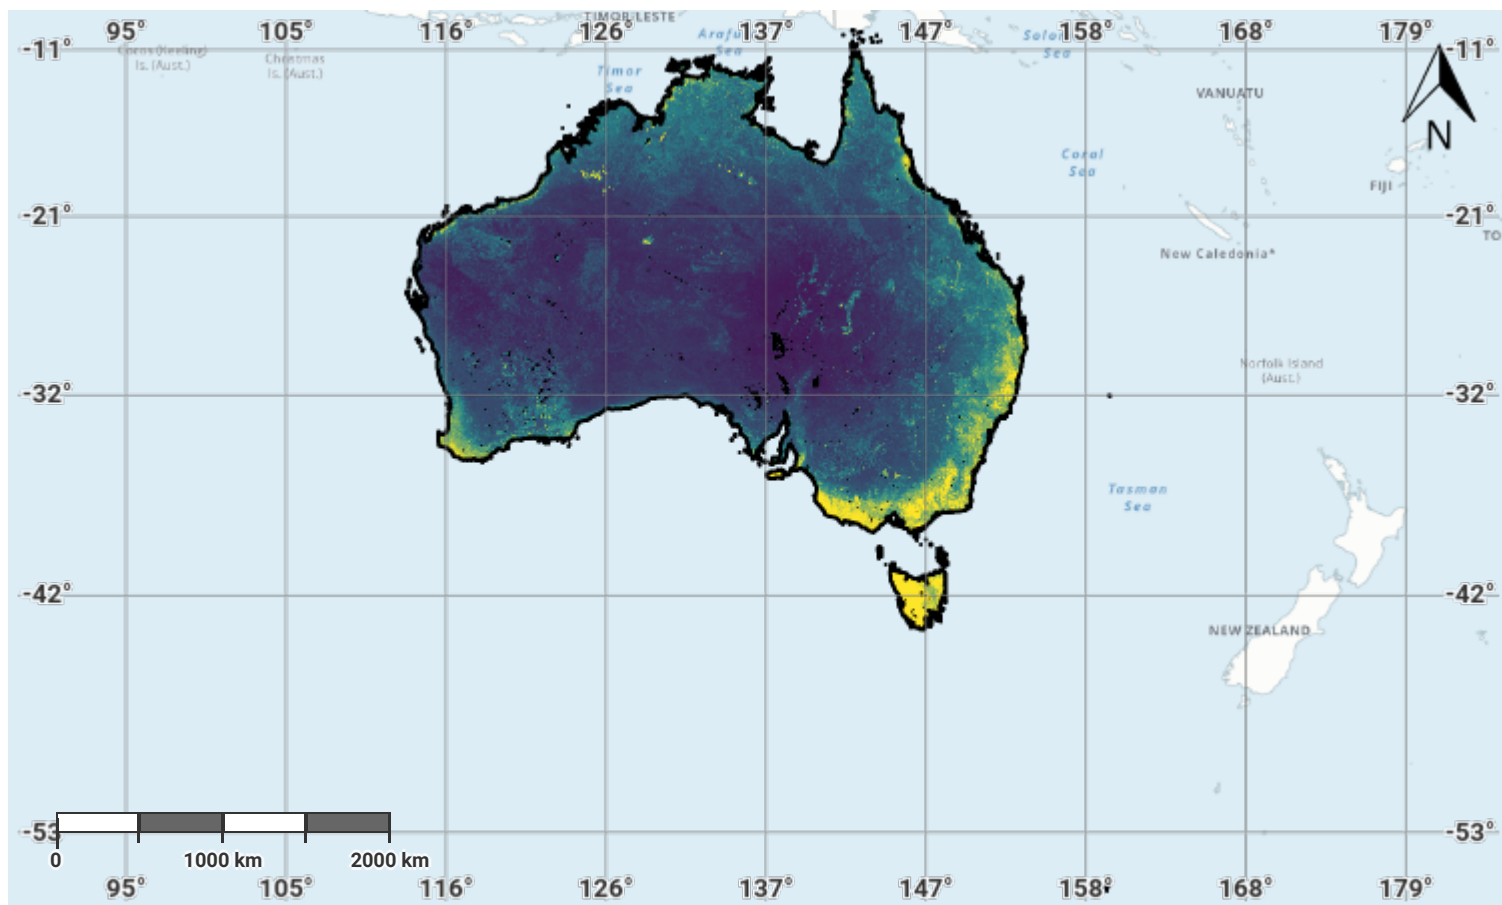 TIMOR-LESTE
95° 105° 116° 126° 137° 147° 158° 168° 179°
-11° -11°
Cocos (Keeling)
Is. (Aust.)
Christmas
Is. (Aust.)
Timor
Sea
Sea
Sea
VANUATU
N
Coral
Sea
FIJI
-21° -21°
TO
New Caledonia*
Norfolk Island
(Aust.)
-32° -32°
Tasman
Sea
-42° -42°
NEW ZEALAND
-53 -53°
0 1000 km 2000 km
95° 105° 116° 126° 137° 147° 158° 168° 179°